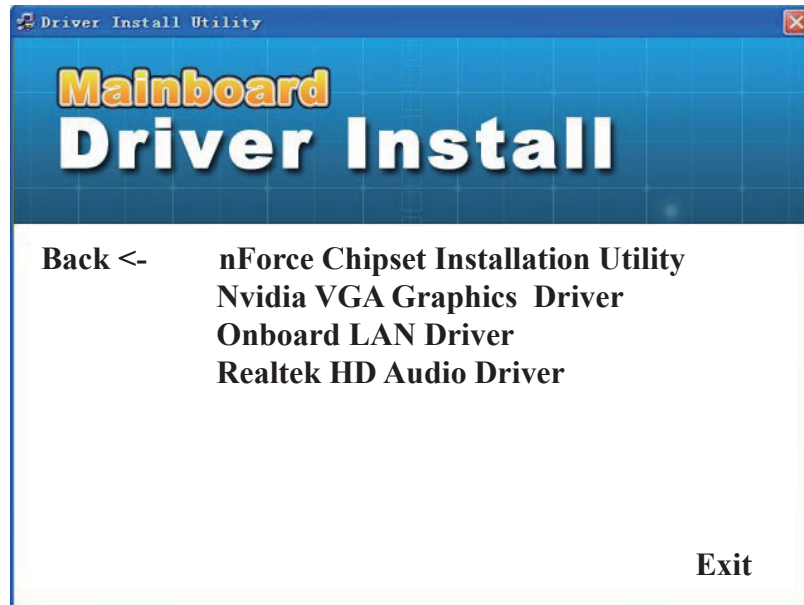 Driver Install Utility
Mainboard
Driver Install
Back <- nForce Chipset Installation Utility
Nvidia VGA Graphics Driver
Onboard LAN Driver
Realtek HD Audio Driver
Exit